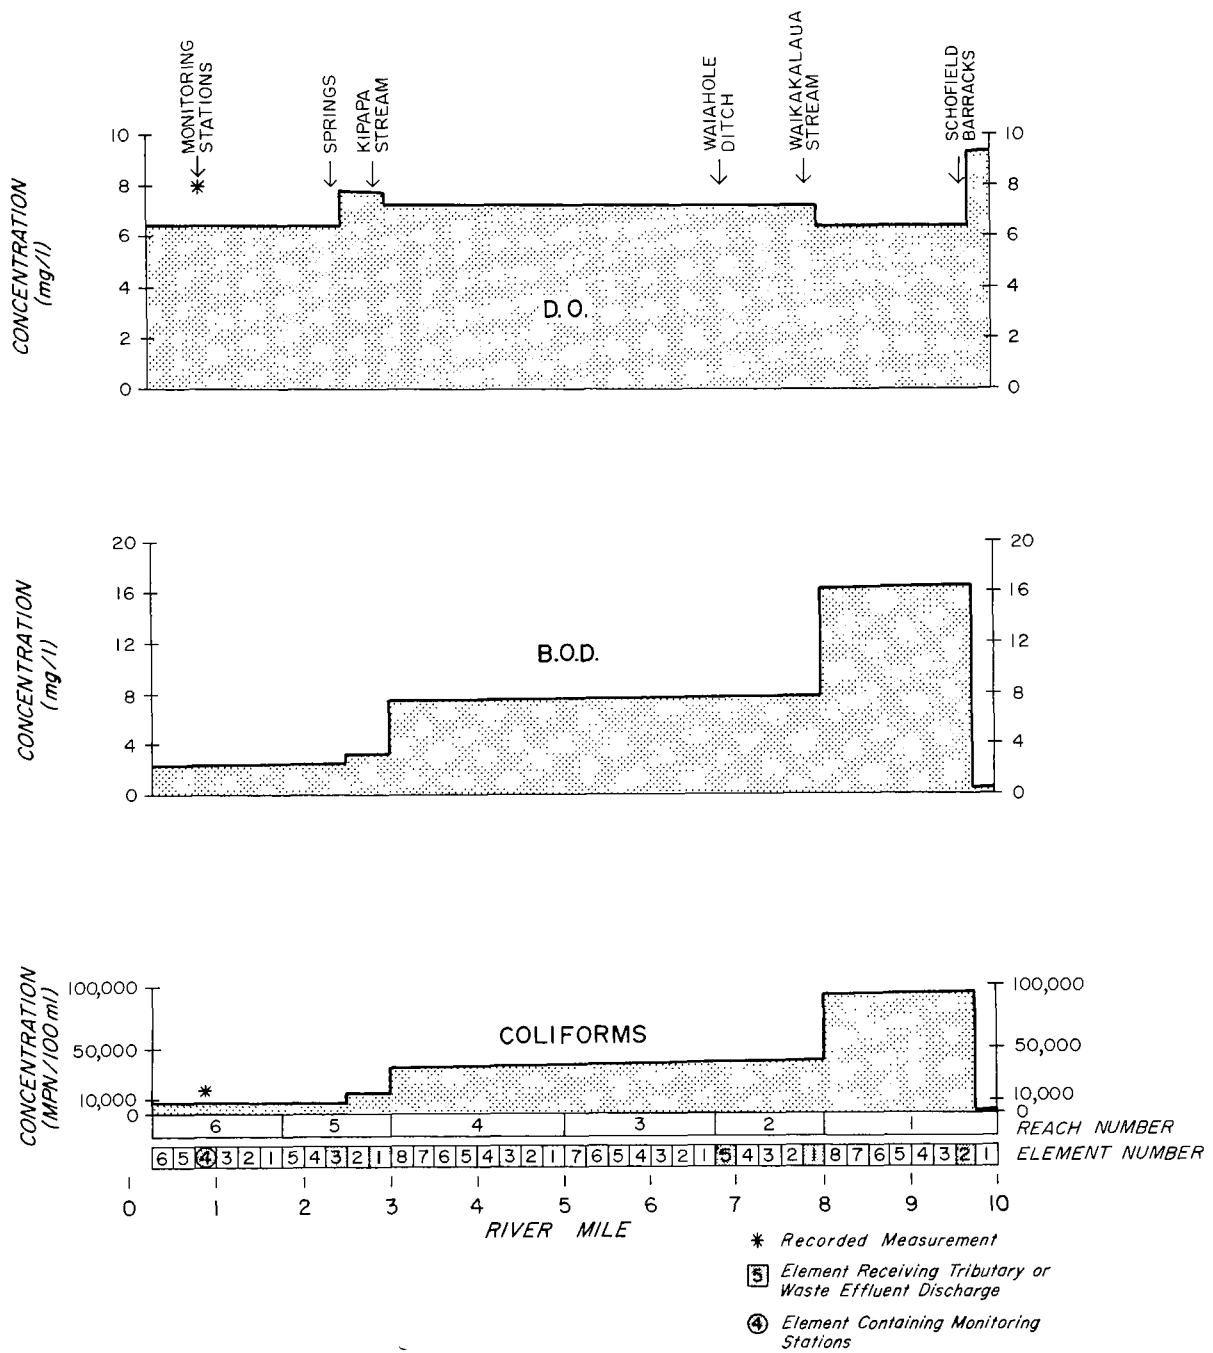 MONITORING
STATIONS
SPRINGS
KIPAPA
STREAM
WAIAHOLE
DITCH
WAIKAKALAUA
STREAM
SCHOFIELD
BARRACKS
CONCENTRATION
(mg/l)
10
8
6
4
2
0
D.O.
10
8
6
4
2
0
CONCENTRATION
(mg/l)
20
16
12
8
4
0
B.O.D.
20
16
12
8
4
0
CONCENTRATION
(MPN/100ml)
100,000
50,000
10,000
0
COLIFORMS
100,000
50,000
10,000
0
6 5 4 3 2 1 REACH NUMBER
6 5 4 3 2 1 5 4 3 2 1 8 7 6 5 4 3 2 1 7 6 5 4 3 2 1 5 4 3 2 1 8 7 6 5 4 3 2 1 ELEMENT NUMBER
0 1 2 3 4 5 6 7 8 9 10
RIVER MILE
* Recorded Measurement
5 Element Receiving Tributary or
Waste Effluent Discharge
4 Element Containing Monitoring
Stations